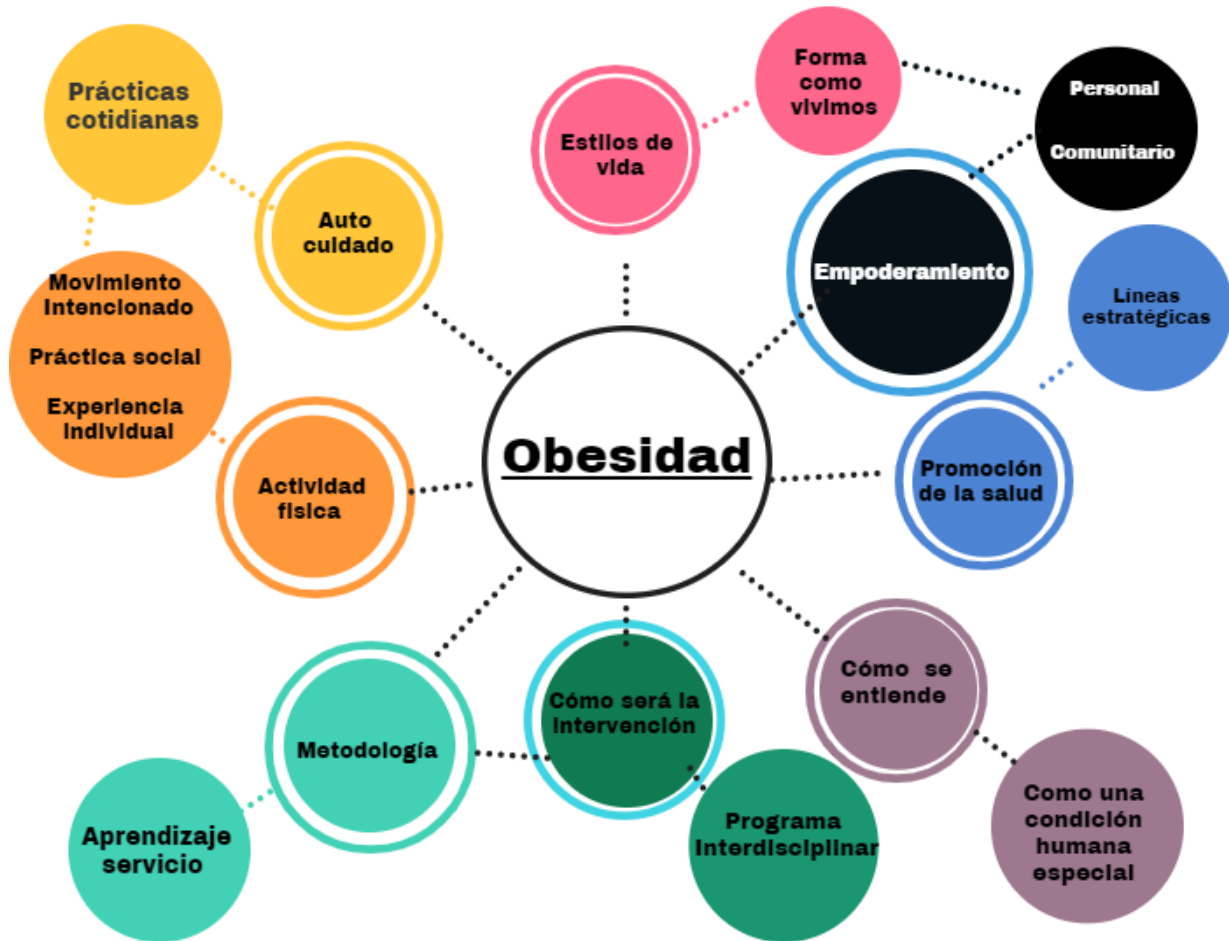 Prácticas
cotidianas
Auto
cuidado
Movimiento
Intencionado
Práctica social
Experiencia
Individual
Actividad
física
Estilos de
vida
Forma
como
vivimos
Personal
Comunitario
Empoderamiento
Líneas
estratégicas
Promoción
de la salud
Obesidad
Cómo se
entiende
Como una
condición
humana
especial
Cómo será la
Intervención
Programa
Interdisciplinar
Metodología
Aprendizaje
servicio